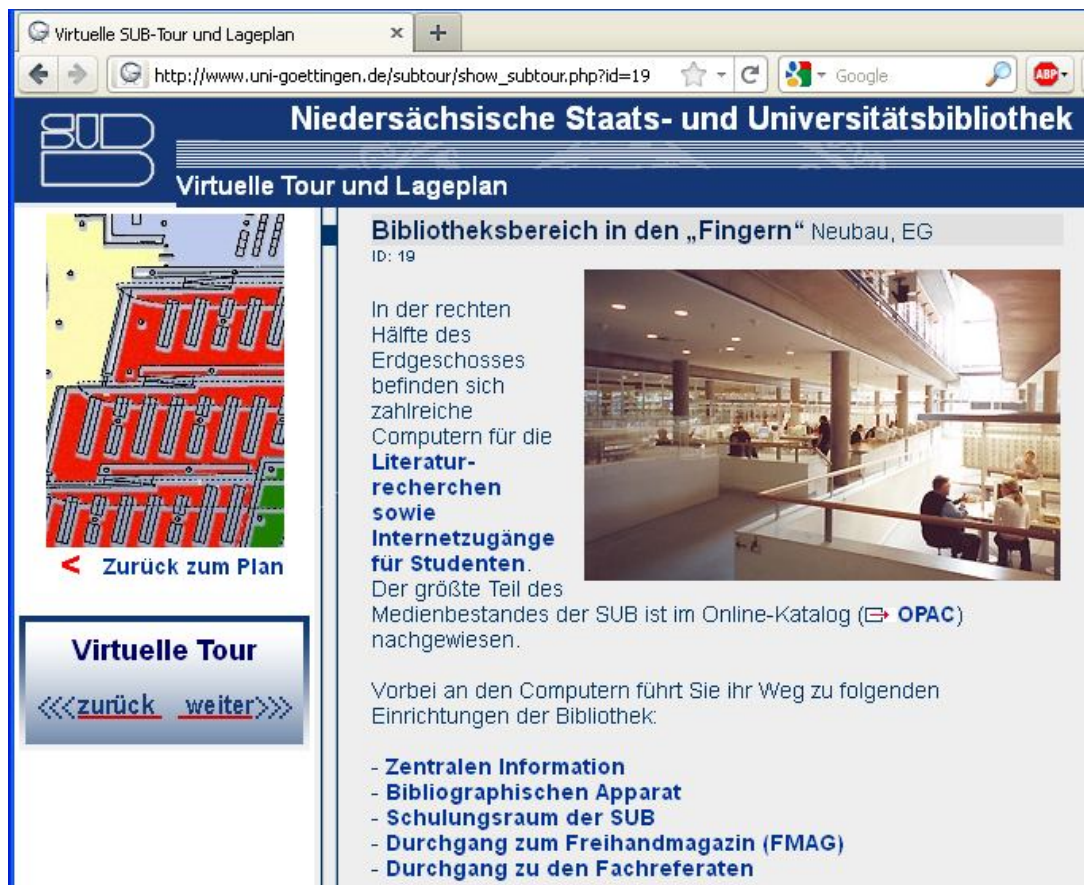 Virtuelle SUB-Tour und Lageplan
http://www.uni-goettingen.de/subtour/show_subtour.php?id=19
Google
ABP
SUB
Niedersächsische Staats- und Universitätsbibliothek
Virtuelle Tour und Lageplan
Bibliotheksbereich in den „Fingern“ Neubau, EG
ID: 19
In der rechten
Hälfte des
Erdgeschosses
befinden sich
zahlreiche
Computern für die
Literatur-
recherchen
sowie
Internetzugänge
für Studenten.
Der größte Teil des
Medienbestandes der SUB ist im Online-Katalog (OPAC)
nachgewiesen.
Vorbei an den Computern führt Sie ihr Weg zu folgenden
Einrichtungen der Bibliothek:
- Zentralen Information
- Bibliographischen Apparat
- Schulungsraum der SUB
- Durchgang zum Freihandmagazin (FMAG)
- Durchgang zu den Fachreferaten
< Zurück zum Plan
Virtuelle Tour
<<<zurück weiter>>>